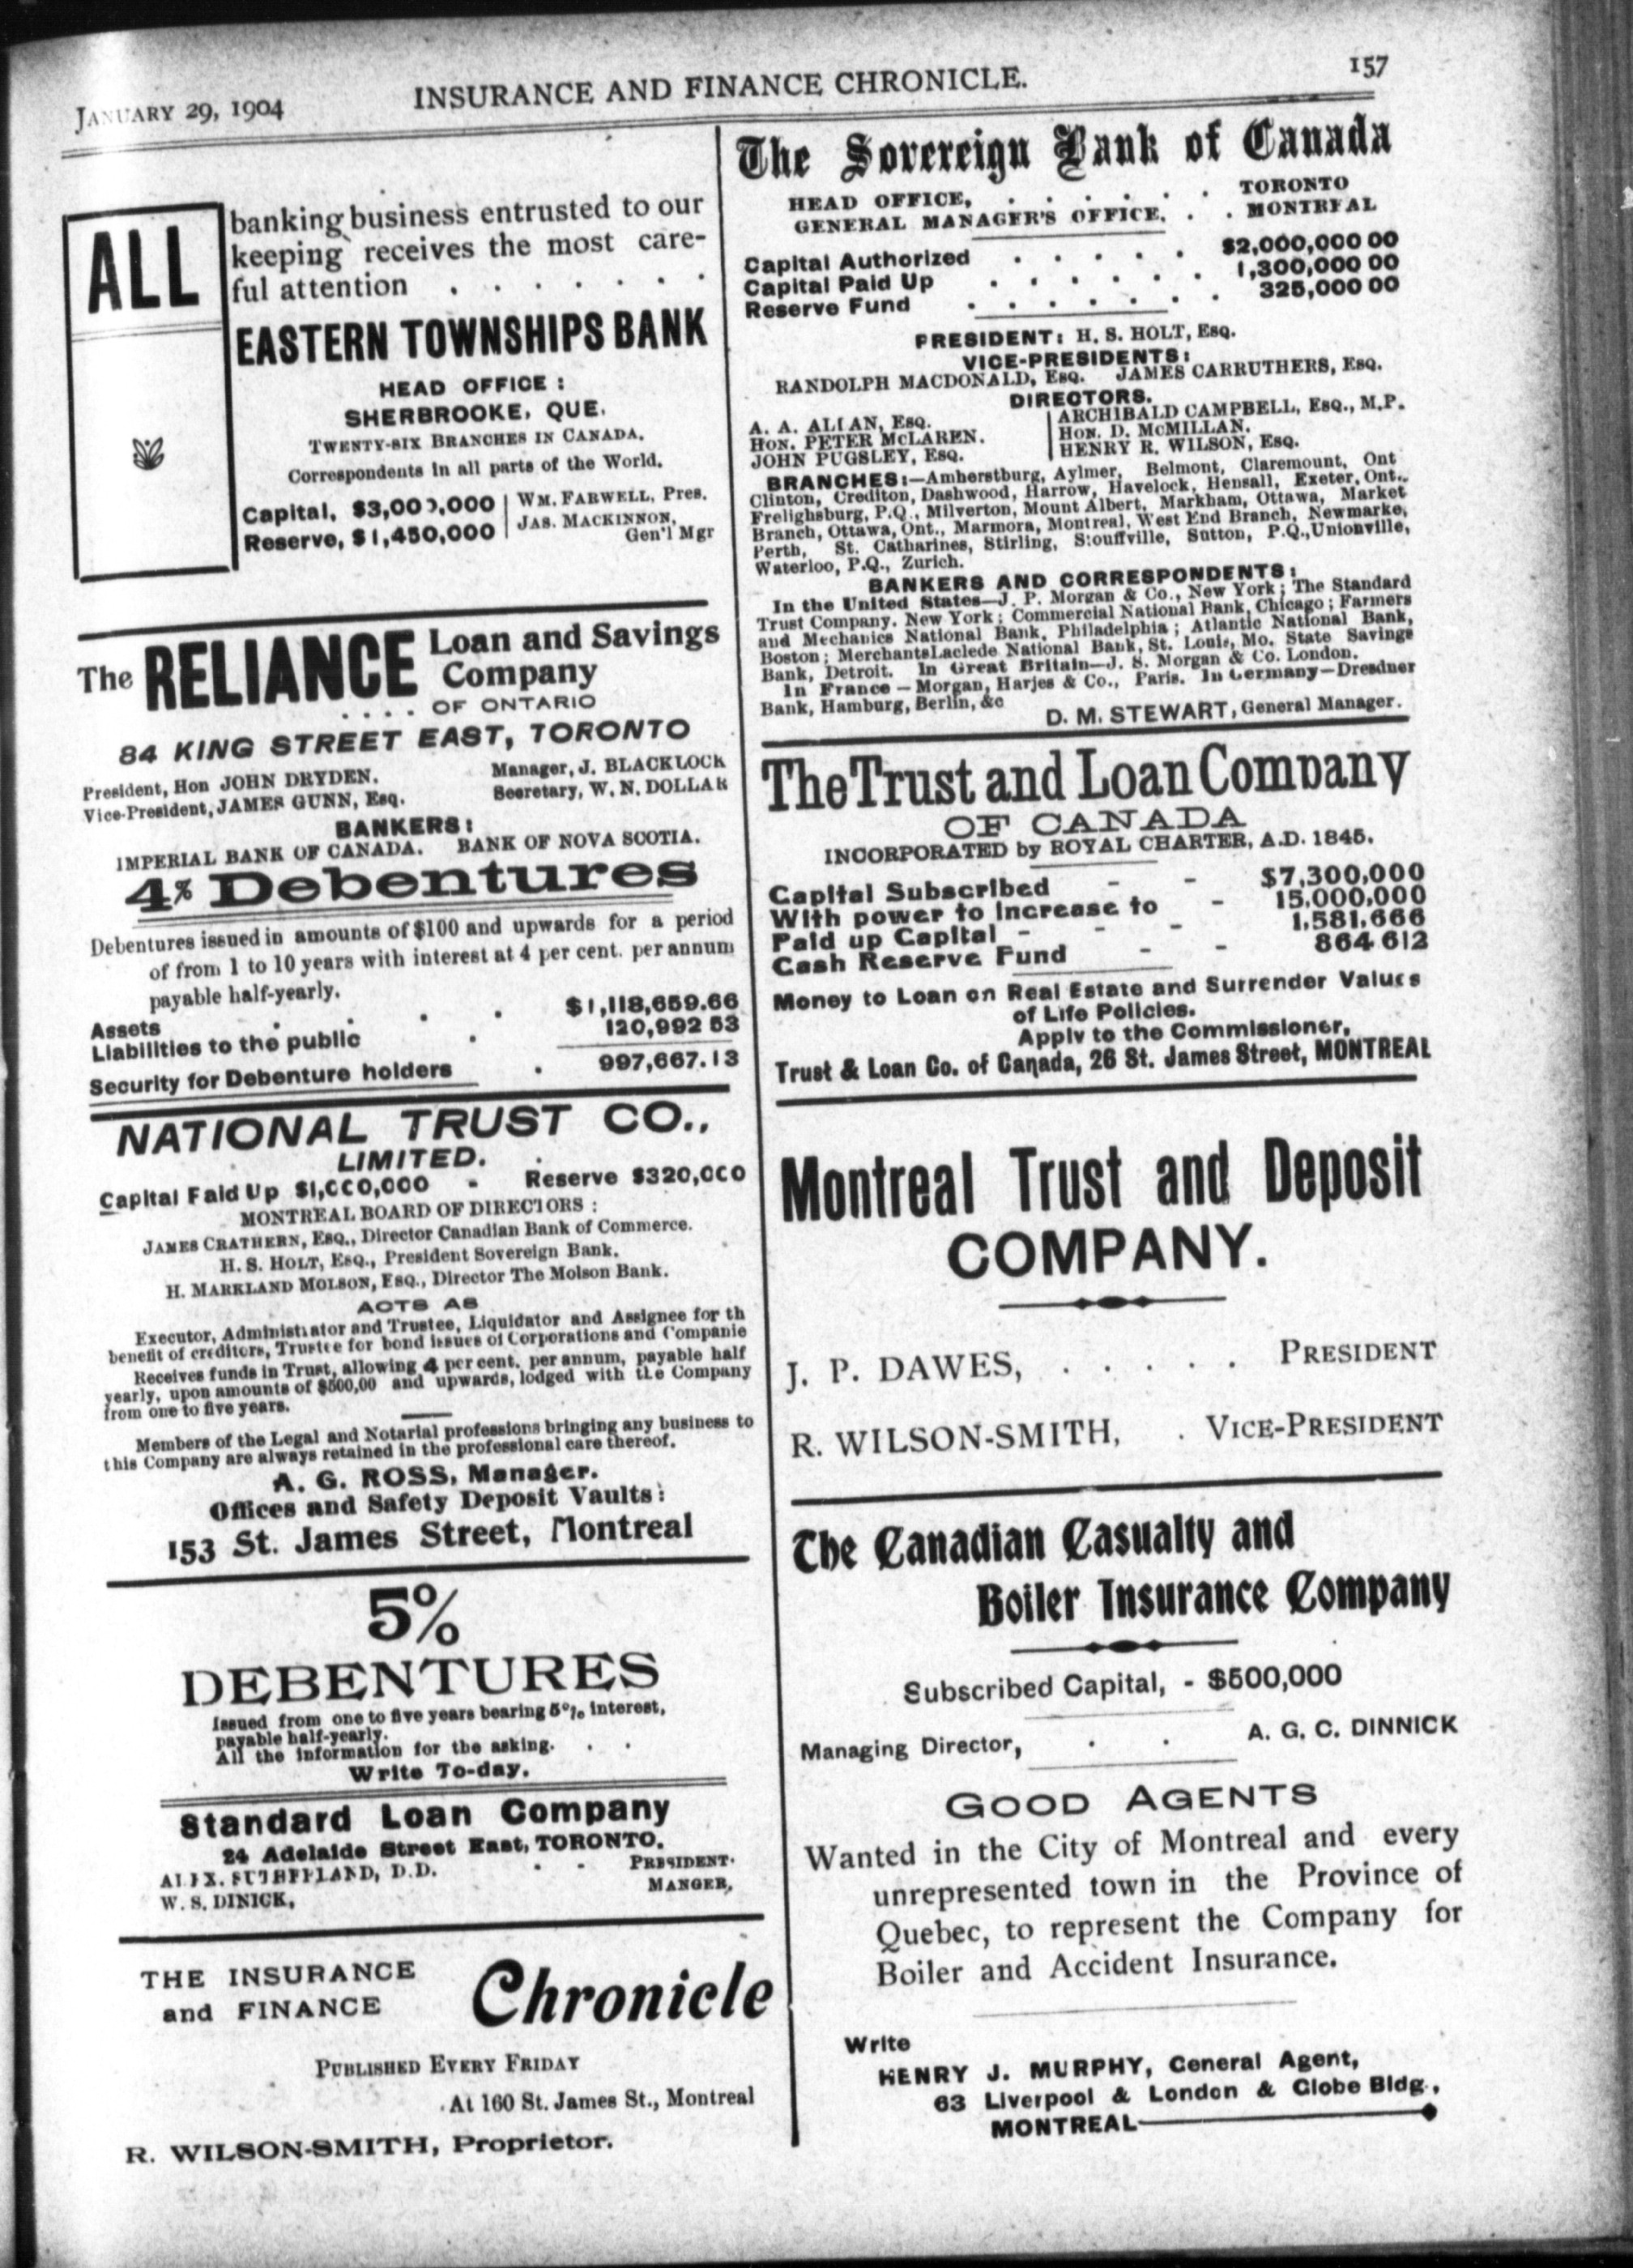 JANUARY 29, 1904
INSURANCE AND FINANCE CHRONICLE.
157
ALL
banking business entrusted to our
keeping receives the most care-
ful attention . . . . . . .
EASTERN TOWNSHIPS BANK
HEAD OFFICE :
SHERBROOKE, QUE.
TWENTY-SIX BRANCHES IN CANADA.
Correspondents in all parts of the World.
Capital, $3,000,000
Reserve, $1,450,000
WM. FARWELL, Pres.
JAS. MACKINNON,
Gen'l Mgr
The RELIANCE Loan and Savings
Company
. . . . OF ONTARIO
84 KING STREET EAST, TORONTO
President, Hon JOHN DRYDEN. Manager, J. BLACKLOCK
Vice-President, JAMES GUNN, Esq. Secretary, W. N. DOLLAR
BANKERS:
IMPERIAL BANK OF CANADA. BANK OF NOVA SCOTIA.
4% Debentures
Debentures issued in amounts of $100 and upwards for a period
of from 1 to 10 years with interest at 4 per cent. per annum
payable half-yearly.
Assets . . . . $1,118,659.66
Liabilities to the public . 120,992 53
Security for Debenture holders . 997,667.13
NATIONAL TRUST CO.,
LIMITED.
Capital Paid Up $1,000,000 - Reserve $320,000
MONTREAL BOARD OF DIRECTORS :
JAMES CRATHERN, ESQ., Director Canadian Bank of Commerce.
H. S. HOLT, ESQ., President Sovereign Bank.
H. MARKLAND MOLSON, ESQ., Director The Molson Bank.
ACTS AS
Executor, Administrator and Trustee, Liquidator and Assignee for th
benefit of creditors, Trustee for bond issues of Corporations and Companie
Receives funds in Trust, allowing 4 per cent. per annum, payable half
yearly, upon amounts of $500,00 and upwards, lodged with the Company
from one to five years.
Members of the Legal and Notarial professions bringing any business to
this Company are always retained in the professional care thereof.
A. G. ROSS, Manager.
Offices and Safety Deposit Vaults:
153 St. James Street, Montreal
5%
DEBENTURES
Issued from one to five years bearing 5% interest,
payable half-yearly.
All the information for the asking. . .
Write To-day.
Standard Loan Company
24 Adelaide Street East, TORONTO.
ALEX. SUTHERLAND, D.D. - - PRESIDENT.
W. S. DINICK, MANGER,
THE INSURANCE
and FINANCE
Chronicle
PUBLISHED EVERY FRIDAY
At 160 St. James St., Montreal
R. WILSON-SMITH, Proprietor.
The Sovereign Bank of Canada
HEAD OFFICE, . . . . . . TORONTO
GENERAL MANAGER'S OFFICE, . . MONTREAL
Capital Authorized . . . . . $2,000,000 00
Capital Paid Up . . . . . . 1,300,000 00
Reserve Fund . . . . . . . 325,000 00
PRESIDENT: H. S. HOLT, Esq.
VICE-PRESIDENTS:
RANDOLPH MACDONALD, ESQ. JAMES CARRUTHERS, ESQ.
DIRECTORS.
A. A. ALLAN, ESQ.
HON. PETER McLAREN.
JOHN PUGSLEY, ESQ.
ARCHIBALD CAMPBELL, ESQ., M.P.
HON. D. McMILLAN.
HENRY R. WILSON, ESQ.
BRANCHES:—Amherstburg, Aylmer, Belmont, Claremount, Ont
Clinton, Crediton, Dashwood, Harrow, Havelock, Hensall, Exeter, Ont..
Frelighsburg, P.Q., Milverton, Mount Albert, Markham, Ottawa, Market
Branch, Ottawa, Ont., Marmora, Montreal, West End Branch, Newmarke,
Perth, St. Catharines, Stirling, Stouffville, Sutton, P.Q., Unionville,
Waterloo, P.Q., Zurich.
BANKERS AND CORRESPONDENTS:
In the United States—J. P. Morgan & Co., New York; The Standard
Trust Company. New York; Commercial National Bank, Chicago; Farmers
and Mechanics National Bank, Philadelphia; Atlantic National Bank,
Boston; Merchants Laclede National Bank, St. Louis, Mo. State Savings
Bank, Detroit. In Great Britain—J. S. Morgan & Co. London.
In France — Morgan, Harjes & Co., Paris. In Germany—Dresdner
Bank, Hamburg, Berlin, &c
D. M. STEWART, General Manager.
The Trust and Loan Company
OF CANADA
INCORPORATED by ROYAL CHARTER, A.D. 1845.
Capital Subscribed - - $7,300,000
With power to increase to - 15,000,000
Paid up Capital - - - 1,581,666
Cash Reserve Fund - - 864 612
Money to Loan on Real Estate and Surrender Values
of Life Policies.
Apply to the Commissioner,
Trust & Loan Co. of Canada, 26 St. James Street, MONTREAL
Montreal Trust and Deposit
COMPANY.
J. P. DAWES, . . . . . PRESIDENT
R. WILSON-SMITH, . VICE-PRESIDENT
The Canadian Casualty and
Boiler Insurance Company
Subscribed Capital, - $500,000
Managing Director, . . A. G. C. DINNICK
GOOD AGENTS
Wanted in the City of Montreal and every
unrepresented town in the Province of
Quebec, to represent the Company for
Boiler and Accident Insurance.
Write
HENRY J. MURPHY, General Agent,
63 Liverpool & London & Globe Bldg.,
MONTREAL